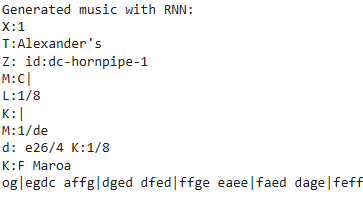 Generated music with RNN:
X:1
T:Alexander's
Z: id:dc-hornpipe-1
M:C|
L:1/8
K:|
M:1/de
d: e26/4 K:1/8
K:F Maroa
og|egdc affg|dged dfed|ffge eaee|faed dage|feff